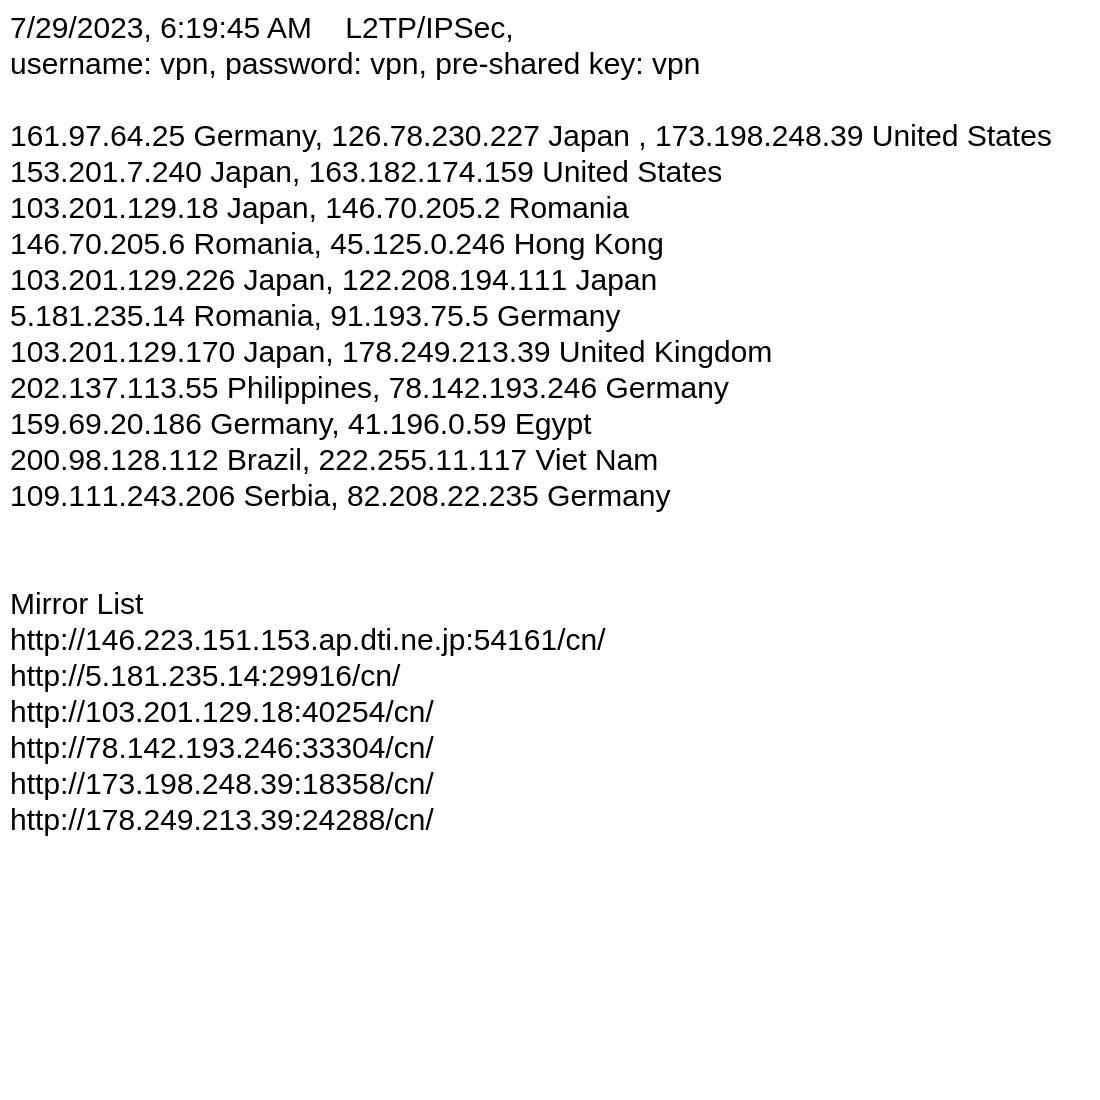 7/29/2023, 6:19:45 AM    L2TP/IPSec,
username: vpn, password: vpn, pre-shared key: vpn
161.97.64.25 Germany, 126.78.230.227 Japan , 173.198.248.39 United States
153.201.7.240 Japan, 163.182.174.159 United States
103.201.129.18 Japan, 146.70.205.2 Romania
146.70.205.6 Romania, 45.125.0.246 Hong Kong
103.201.129.226 Japan, 122.208.194.111 Japan
5.181.235.14 Romania, 91.193.75.5 Germany
103.201.129.170 Japan, 178.249.213.39 United Kingdom
202.137.113.55 Philippines, 78.142.193.246 Germany
159.69.20.186 Germany, 41.196.0.59 Egypt
200.98.128.112 Brazil, 222.255.11.117 Viet Nam
109.111.243.206 Serbia, 82.208.22.235 Germany
Mirror List
http://146.223.151.153.ap.dti.ne.jp:54161/cn/
http://5.181.235.14:29916/cn/
http://103.201.129.18:40254/cn/
http://78.142.193.246:33304/cn/
http://173.198.248.39:18358/cn/
http://178.249.213.39:24288/cn/